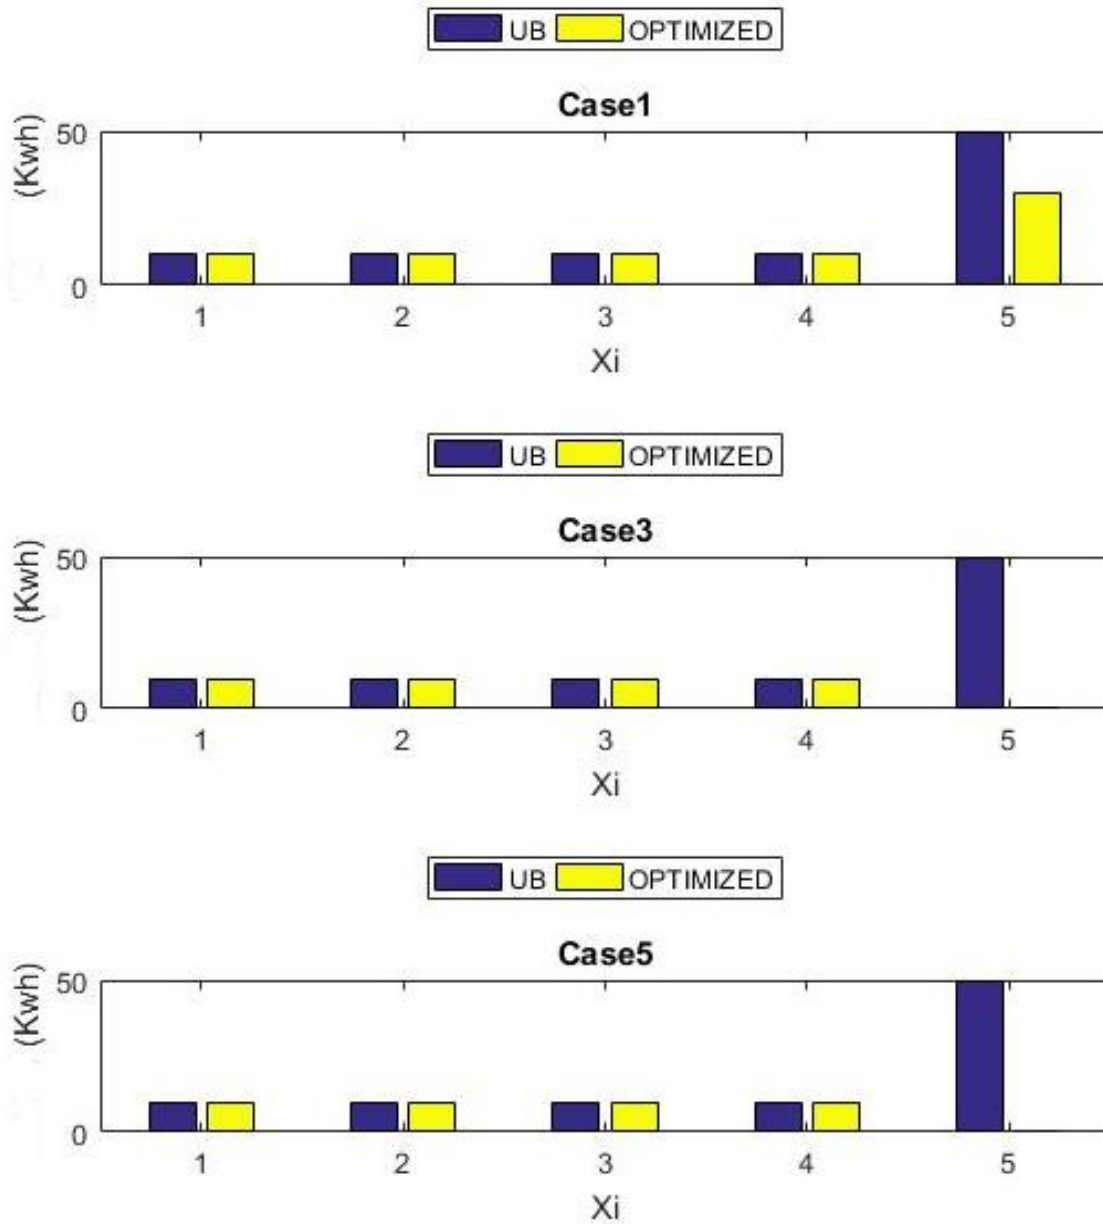 UB OPTIMIZED
Case1
(Kwh)
50
0
1 2 3 4 5
Xi
UB OPTIMIZED
Case3
(Kwh)
50
0
1 2 3 4 5
Xi
UB OPTIMIZED
Case5
(Kwh)
50
0
1 2 3 4 5
Xi